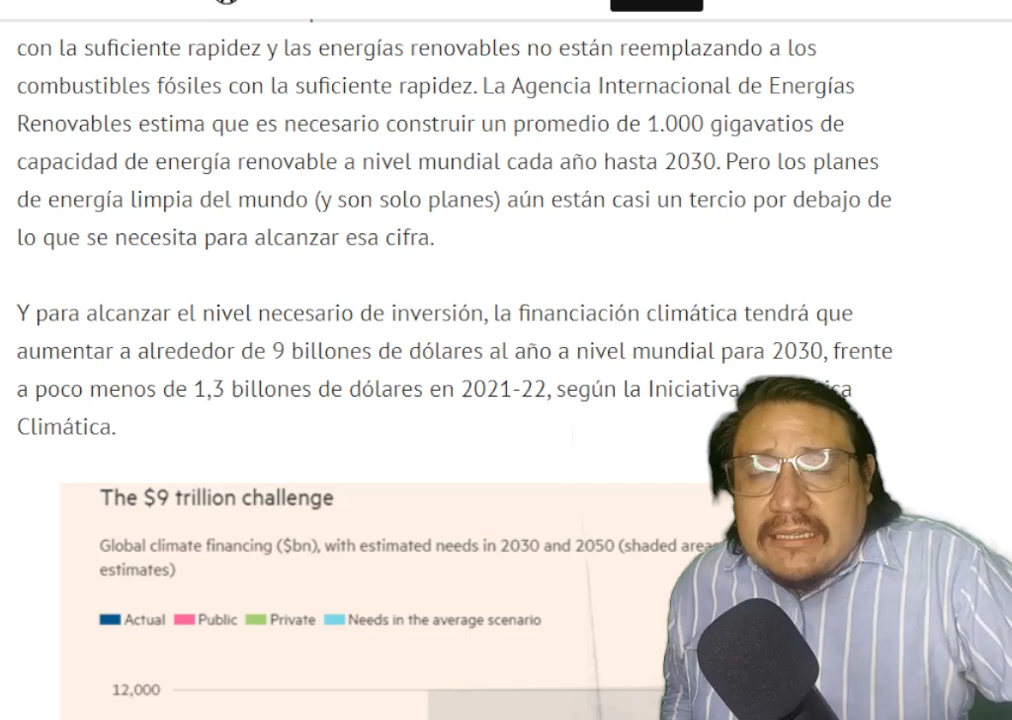 con la suficiente rapidez y las energías renovables no están reemplazando a los
combustibles fósiles con la suficiente rapidez. La Agencia Internacional de Energías
Renovables estima que es necesario construir un promedio de 1.000 gigavatios de
capacidad de energía renovable a nivel mundial cada año hasta 2030. Pero los planes
de energía limpia del mundo (y son solo planes) aún están casi un tercio por debajo de
lo que se necesita para alcanzar esa cifra.
Y para alcanzar el nivel necesario de inversión, la financiación climática tendrá que
aumentar a alrededor de 9 billones de dólares al año a nivel mundial para 2030, frente
a poco menos de 1,3 billones de dólares en 2021-22, según la Iniciativa
Climática.
The $9 trillion challenge
Global climate financing ($bn), with estimated needs in 2030 and 2050 (shaded
estimates)
Actual Public Private Needs in the average scenario
12,000